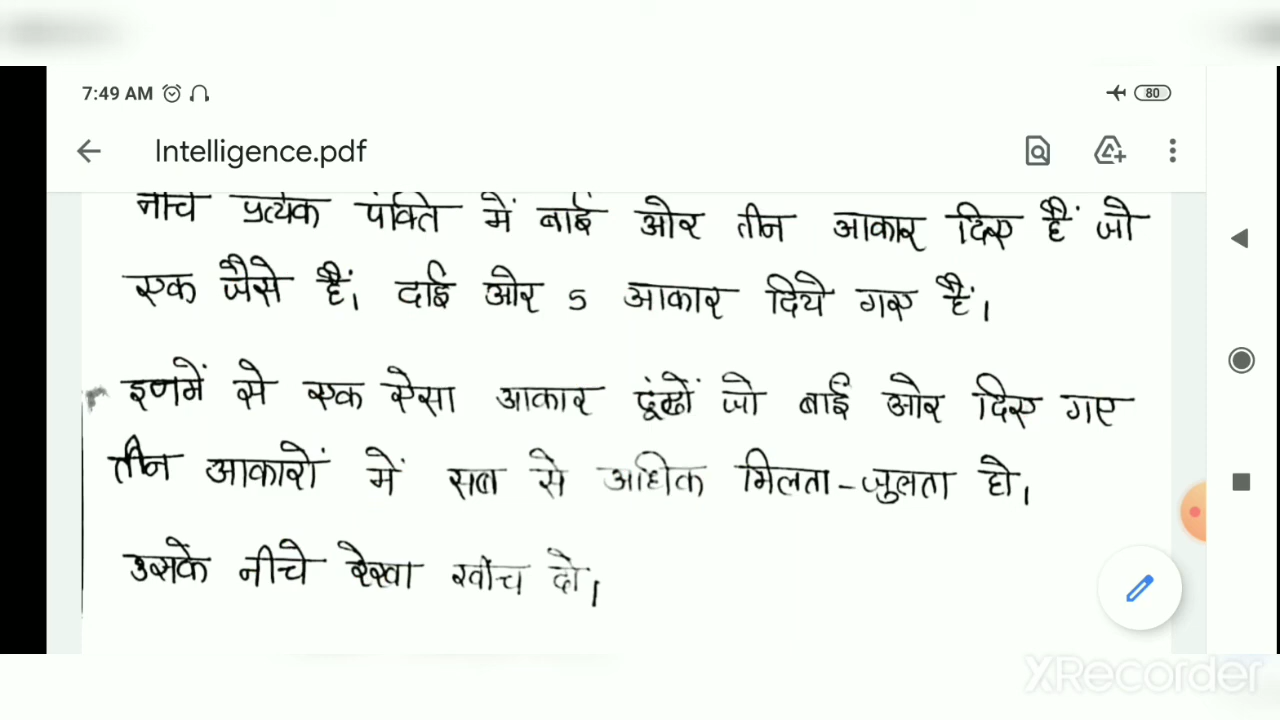 7:49 AM 80
Intelligence.pdf
नीचे प्रत्येक पंक्ति में बाईं ओर तीन आकार दिए हैं जो
एक जैसे हैं। दाईं ओर 5 आकार दिये गए हैं।
इनमें से एक ऐसा आकार ढूंढों जो बाईं ओर दिए गए
तीन आकारों में सब से अधिक मिलता-जुलता हो।
उसके नीचे रेखा खींच दो।
XRecorder